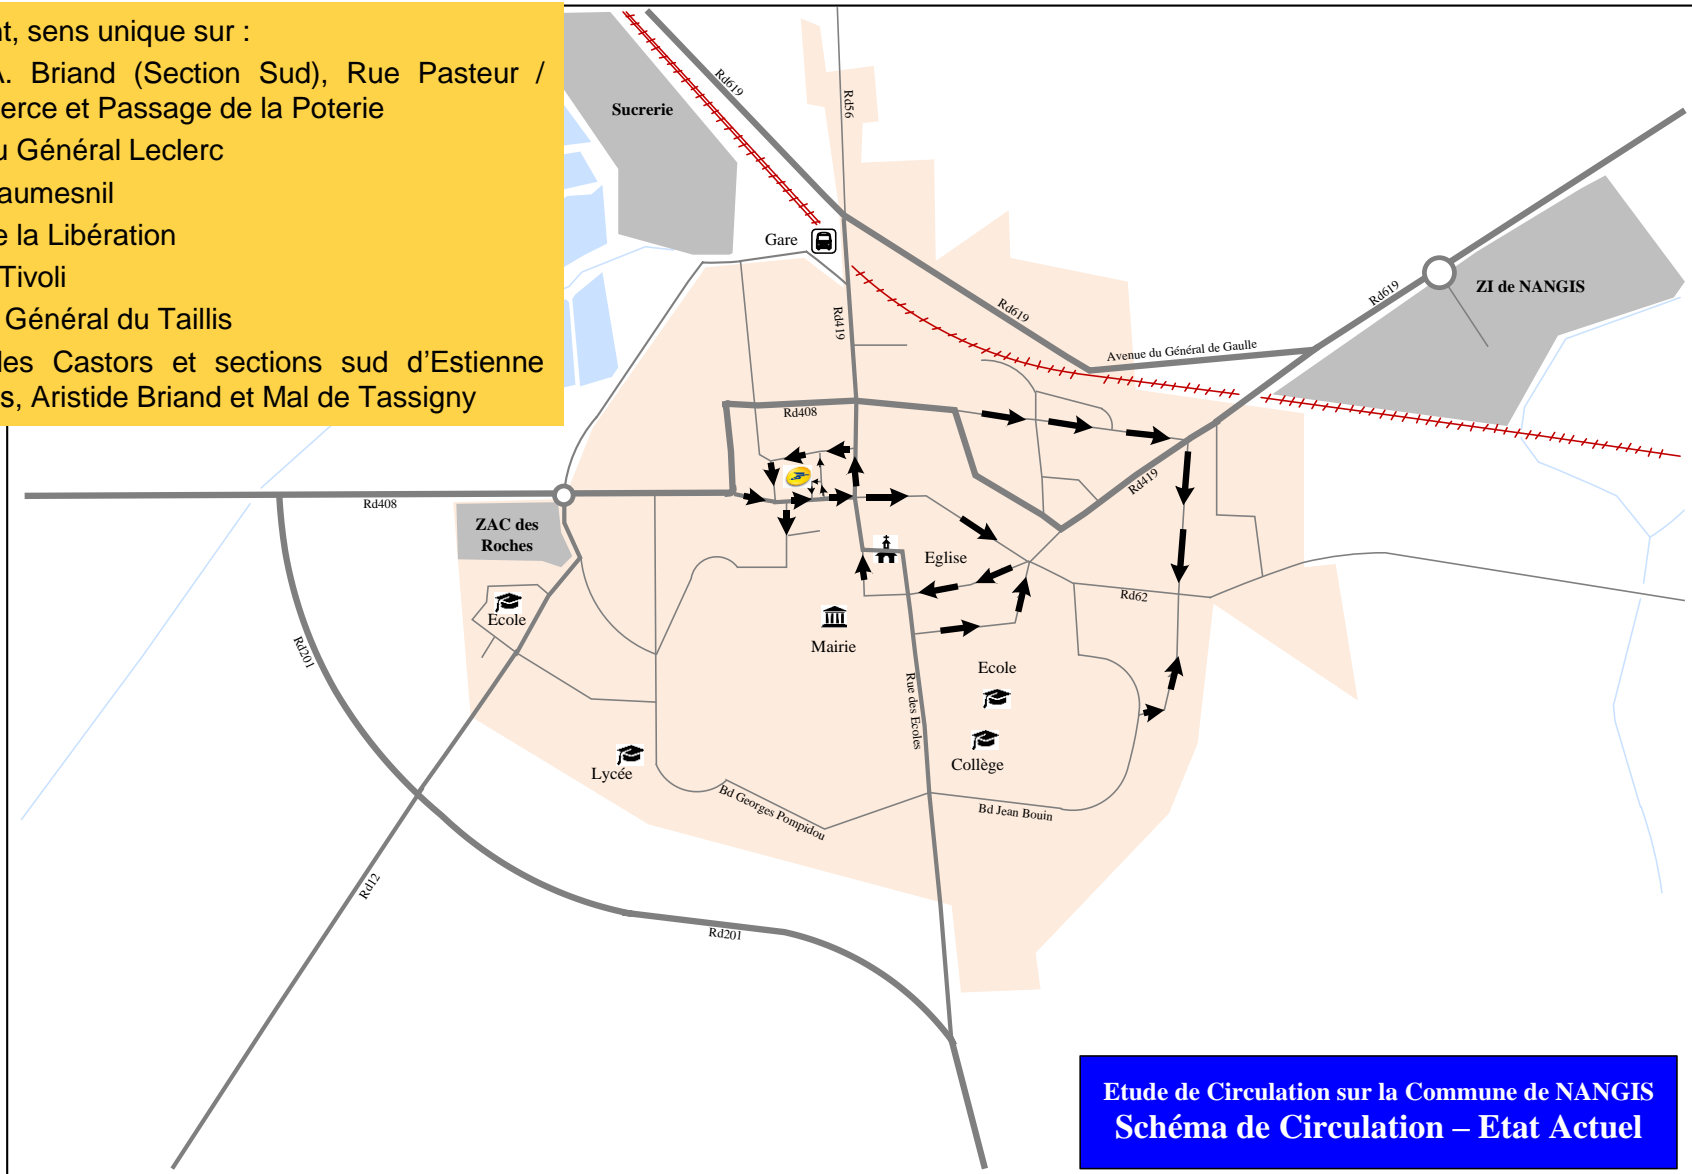 t, sens unique sur :
A. Briand (Section Sud), Rue Pasteur /
erce et Passage de la Poterie
u Général Leclerc
aumesnil
e la Libération
Tivoli
Général du Taillis
les Castors et sections sud d'Estienne
s, Aristide Briand et Mal de Tassigny
Sucrerie
Rd619
Rd56
Gare
Rd419
Rd619
Avenue du Général de Gaulle
Rd619
ZI de NANGIS
Rd408
Rd408
Rd419
ZAC des
Roches
Eglise
Ecole
Rd62
Mairie
Rd201
Ecole
Rue des Ecoles
Collège
Lycée
Bd Georges Pompidou
Bd Jean Bouin
Rd12
Rd201
Etude de Circulation sur la Commune de NANGIS
Schéma de Circulation – Etat Actuel